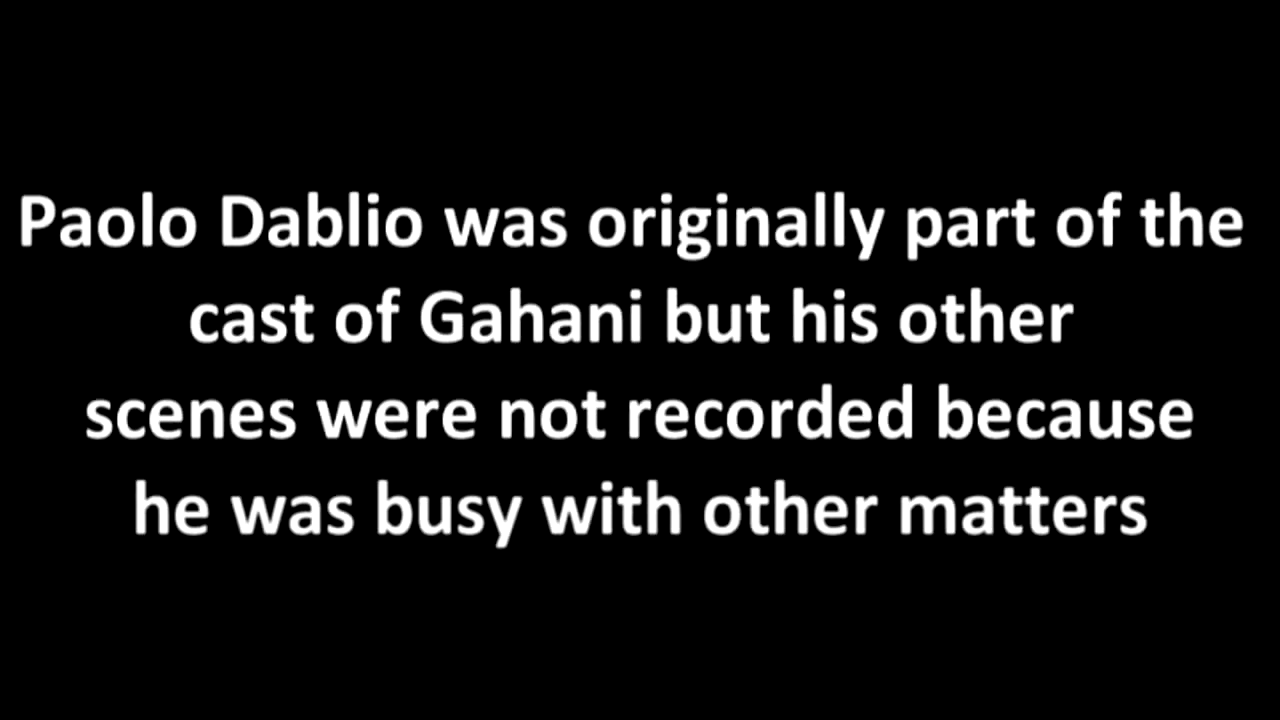 Paolo Dablio was originally part of the
cast of Gahani but his other
scenes were not recorded because
he was busy with other matters